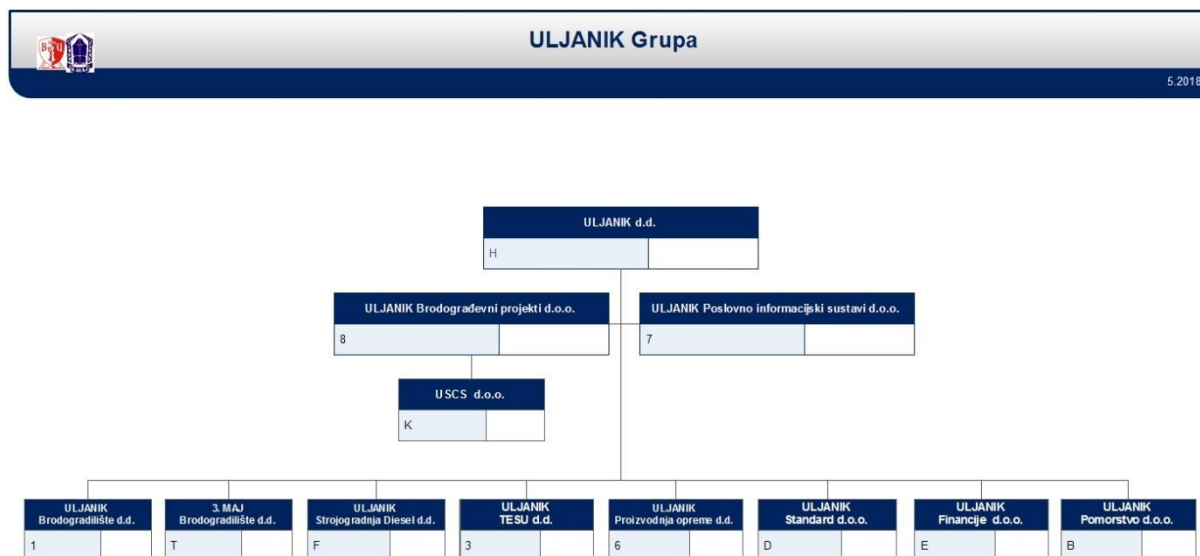 ULJANIK Grupa
5.2018
ULJANIK d.d.
H
ULJANIK Brodograđevni projekti d.o.o.
8
ULJANIK Poslovno informacijski sustavi d.o.o.
7
USCS d.o.o.
K
ULJANIK
Brodogradilište d.d.
1
3. MAJ
Brodogradilište d.d.
T
ULJANIK
Strojogradnja Diesel d.d.
F
ULJANIK
TESU d.d.
3
ULJANIK
Proizvodnja opreme d.d.
6
ULJANIK
Standard d.o.o.
D
ULJANIK
Financije d.o.o.
E
ULJANIK
Pomorstvo d.o.o.
B